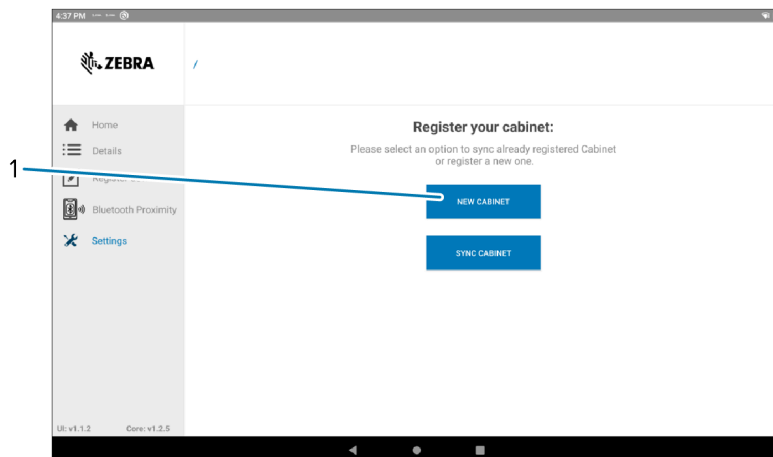 4:37 PM
ZEBRA
/
Home
Register your cabinet:
Details
Please select an option to sync already registered Cabinet
or register a new one.
1
Register
NEW CABINET
Bluetooth Proximity
Settings
SYNC CABINET
UI: v1.1.2 Core: v1.2.5